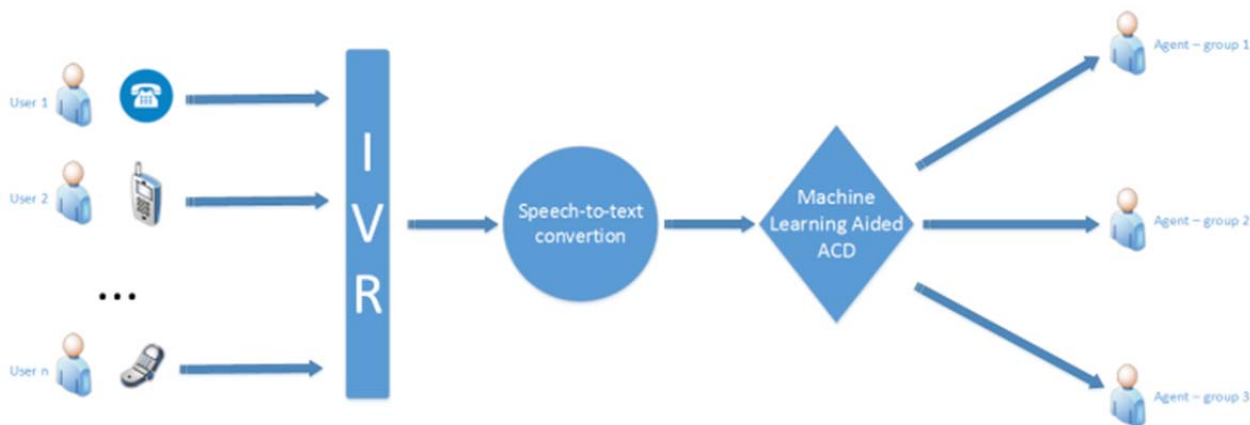 User 1
User 2
...
User n
I
V
R
Speech-to-text
convertion
Machine
Learning Aided
ACD
Agent – group 1
Agent – group 2
Agent – group 3